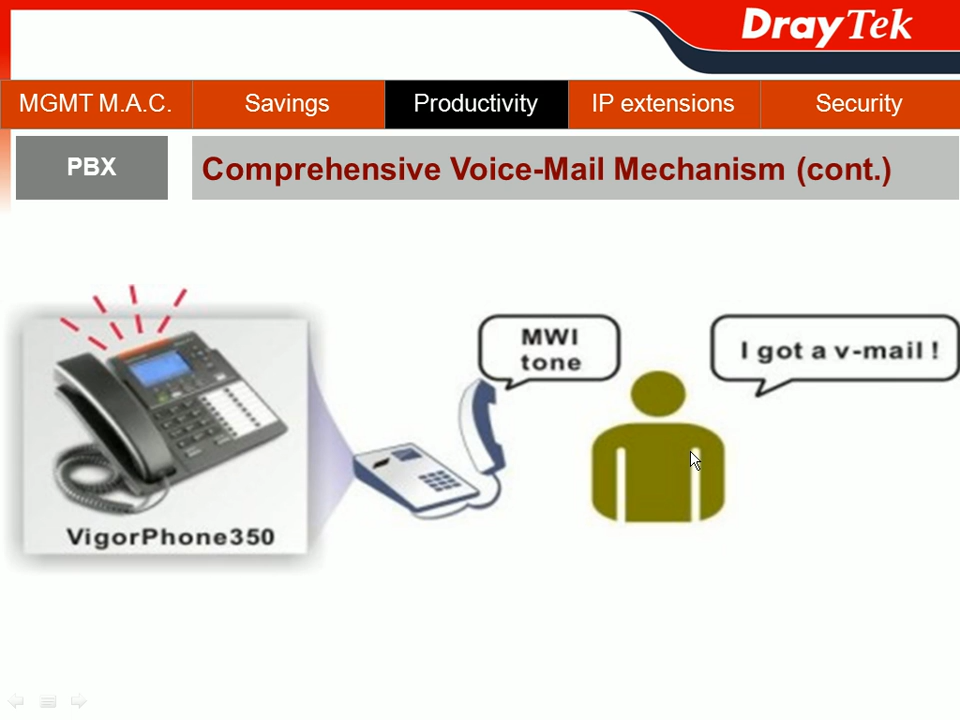 DrayTek
MGMT M.A.C. Savings Productivity IP extensions Security
PBX
Comprehensive Voice-Mail Mechanism (cont.)
MWI
tone
I got a v-mail !
VigorPhone350